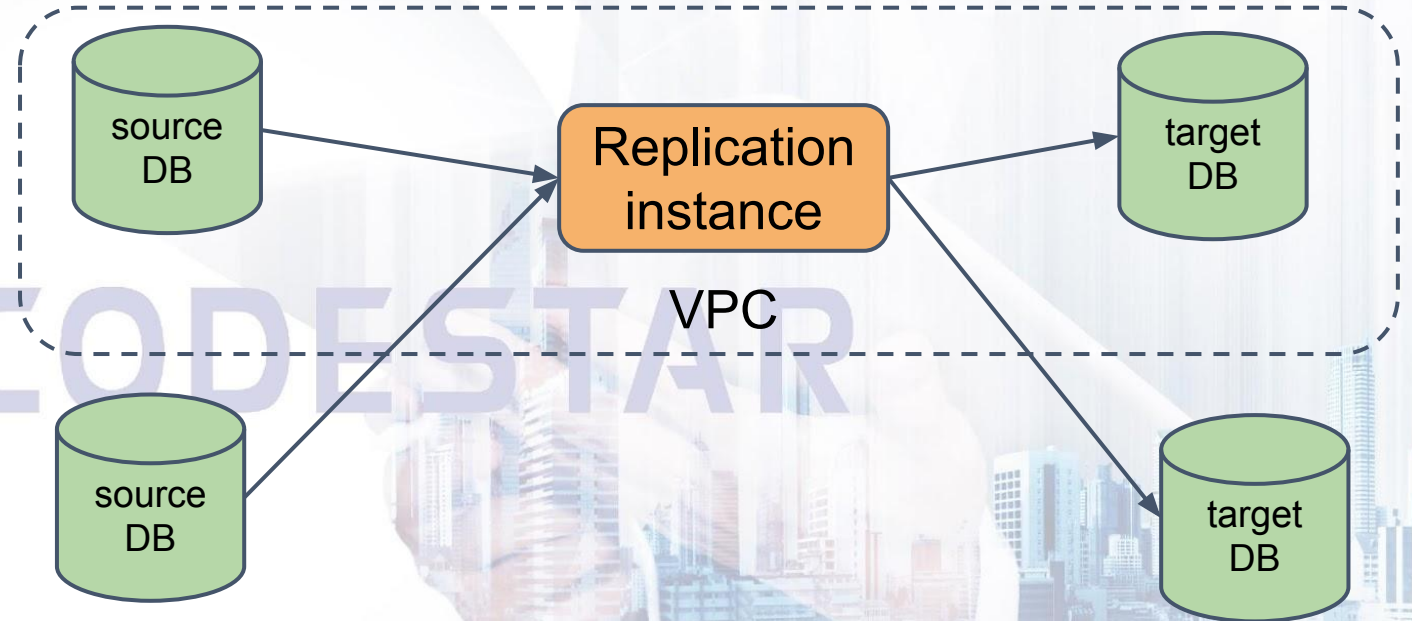 source
DB
Replication
instance
target
DB
VPC
CODESTAR
source
DB
target
DB